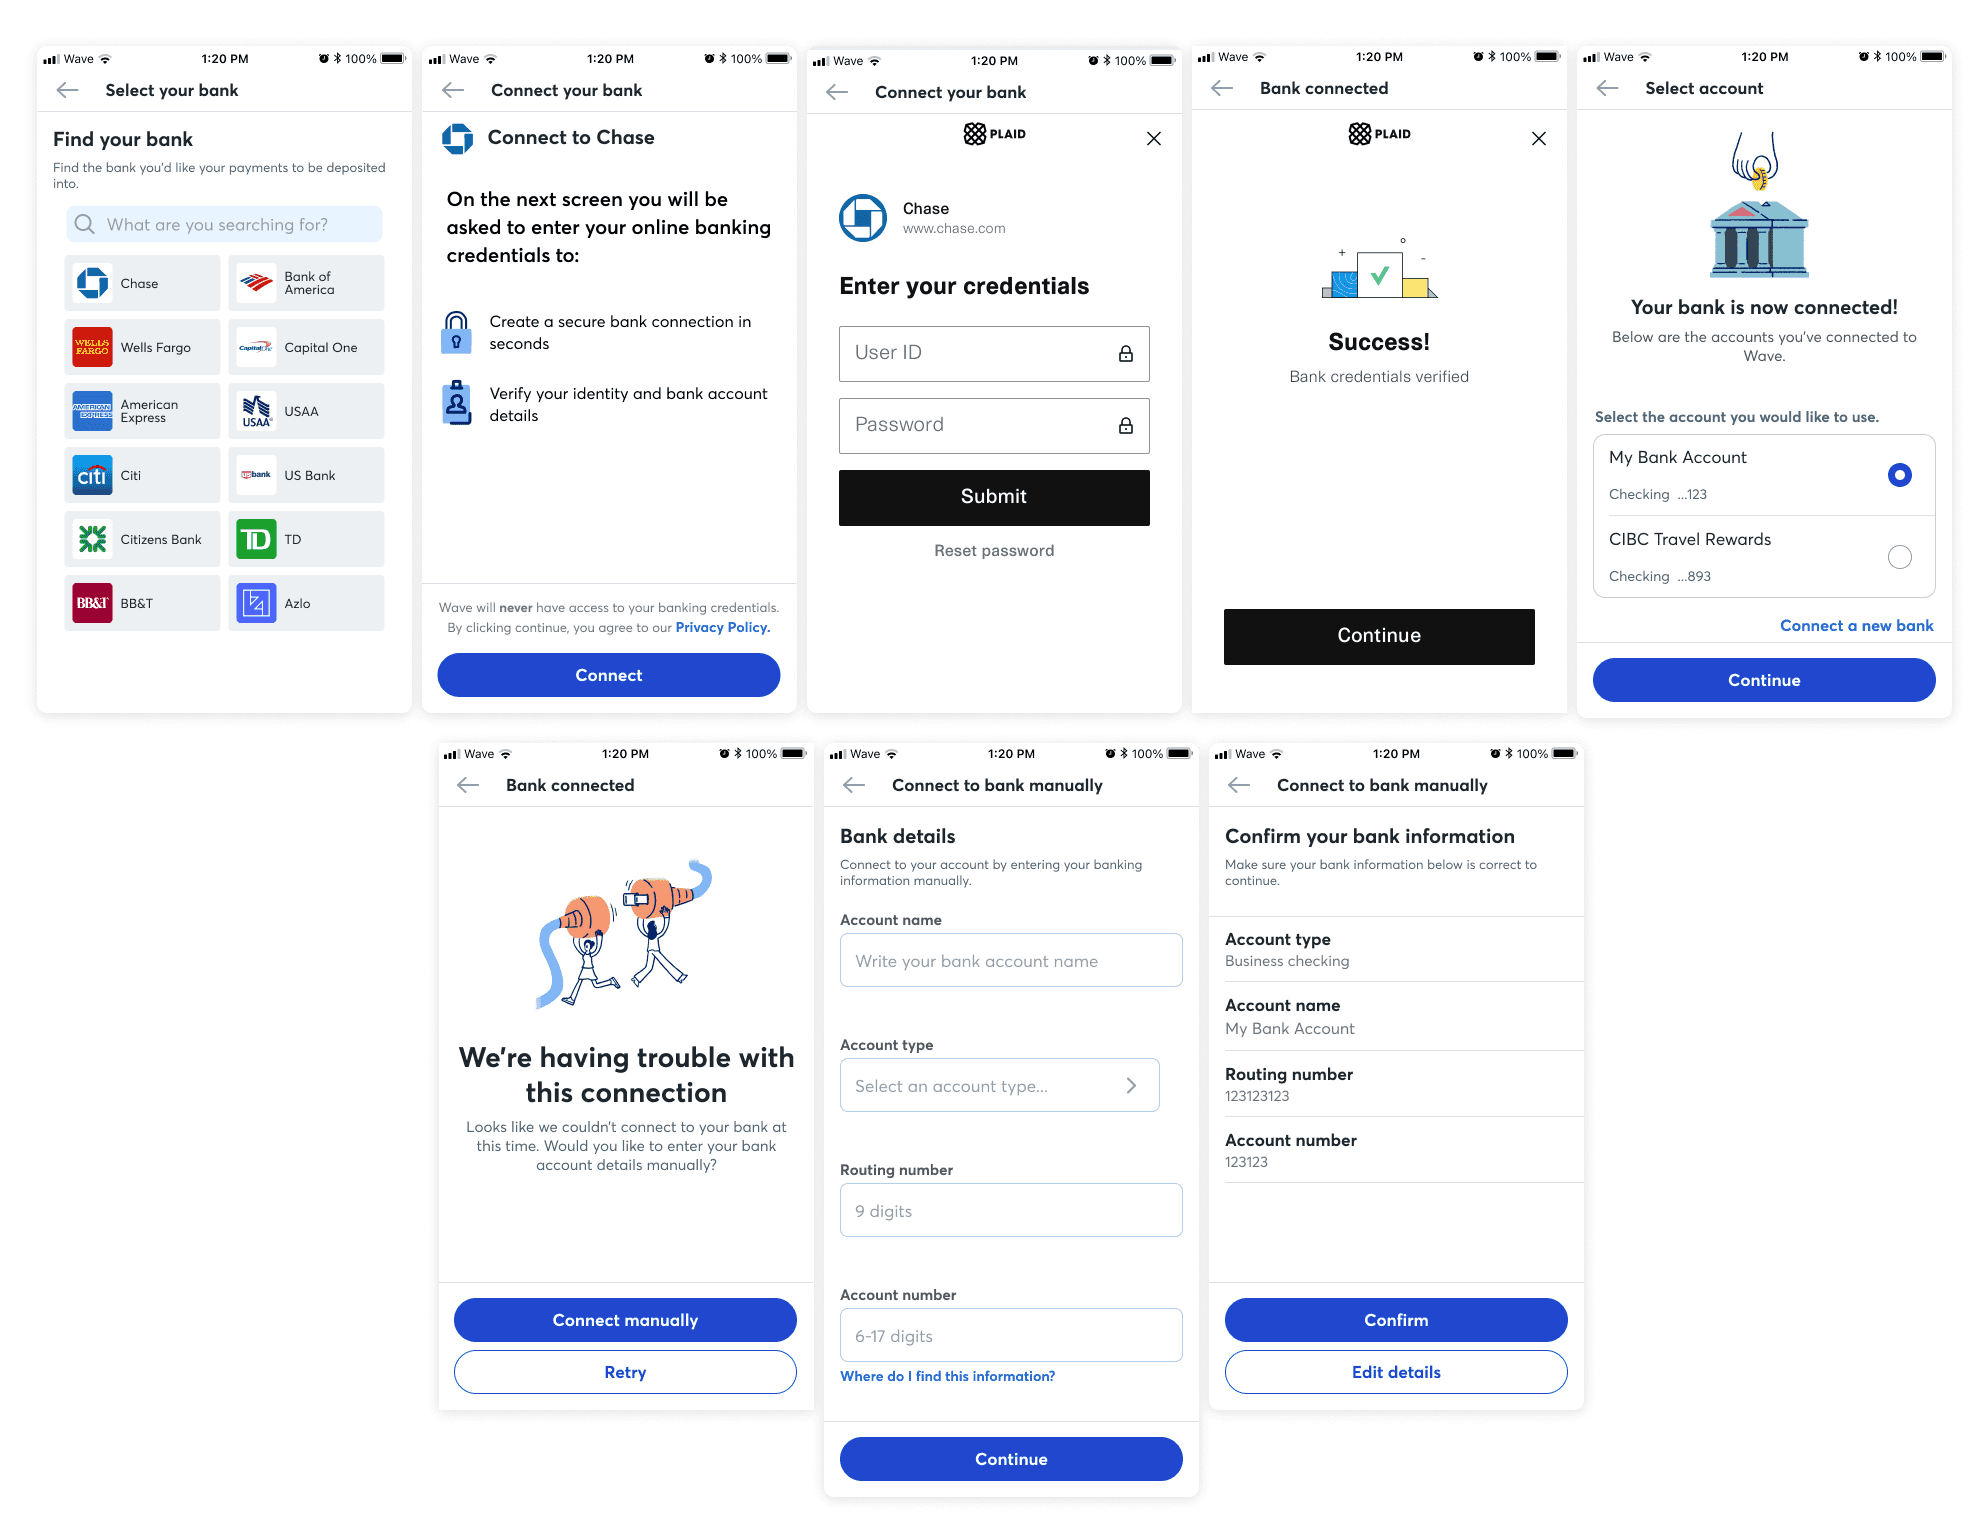 Wave 1:20 PM 100%
Select your bank
Find your bank
Find the bank you'd like your payments to be deposited
into.
What are you searching for?
Chase
Bank of
America
WELLS
FARGO
Wells Fargo
Capital One
Capital One
AMERICAN
EXPRESS
American
Express
USAA
USAA
citi
Citi
usbank
US Bank
Citizens Bank
TD
TD
BB&T
BB&T
Azlo
Wave 1:20 PM 100%
Connect your bank
Connect to Chase
On the next screen you will be
asked to enter your online banking
credentials to:
Create a secure bank connection in
seconds
Verify your identity and bank account
details
Wave will never have access to your banking credentials.
By clicking continue, you agree to our Privacy Policy.
Connect
Wave 1:20 PM 100%
Connect your bank
PLAID
Chase
www.chase.com
Enter your credentials
User ID
Password
Submit
Reset password
Wave 1:20 PM 100%
Bank connected
PLAID
Success!
Bank credentials verified
Continue
Wave 1:20 PM 100%
Select account
Your bank is now connected!
Below are the accounts you've connected to
Wave.
Select the account you would like to use.
My Bank Account
Checking ...123
CIBC Travel Rewards
Checking ...893
Connect a new bank
Continue
Wave 1:20 PM 100%
Bank connected
We're having trouble with
this connection
Looks like we couldn't connect to your bank at
this time. Would you like to enter your bank
account details manually?
Connect manually
Retry
Wave 1:20 PM 100%
Connect to bank manually
Bank details
Connect to your account by entering your banking
information manually.
Account name
Write your bank account name
Account type
Select an account type...
Routing number
9 digits
Account number
6-17 digits
Where do I find this information?
Continue
Wave 1:20 PM 100%
Connect to bank manually
Confirm your bank information
Make sure your bank information below is correct to
continue.
Account type
Business checking
Account name
My Bank Account
Routing number
123123123
Account number
123123
Confirm
Edit details